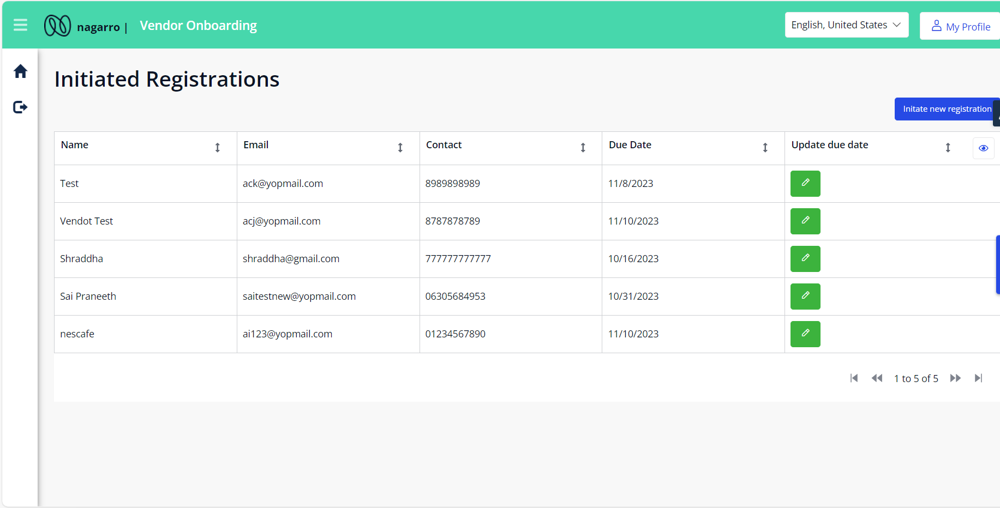 nagarro | Vendor Onboarding
English, United States
My Profile
Initiated Registrations
Initate new registration
Name Email Contact Due Date Update due date
Test ack@yopmail.com 8989898989 11/8/2023
Vendot Test acj@yopmail.com 8787878789 11/10/2023
Shraddha shraddha@gmail.com 777777777777 10/16/2023
Sai Praneeth saitestnew@yopmail.com 06305684953 10/31/2023
nescafe ai123@yopmail.com 01234567890 11/10/2023
1 to 5 of 5